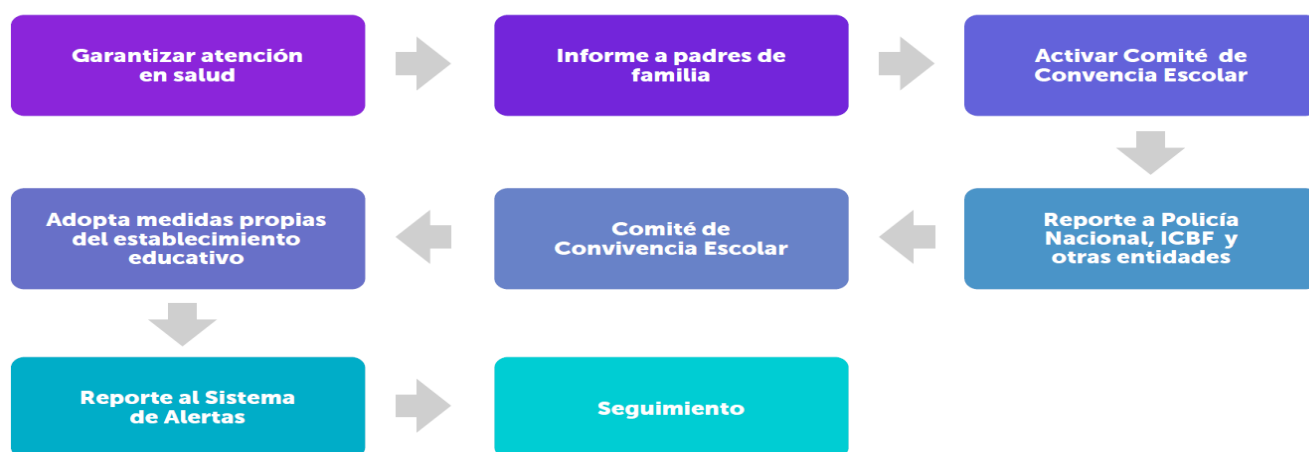 Garantizar atención
en salud
Informe a padres de
familia
Activar Comité de
Convencia Escolar
Adopta medidas propias
del establecimiento
educativo
Comité de
Convivencia Escolar
Reporte a Policía
Nacional, ICBF y
otras entidades
Reporte al Sistema
de Alertas
Seguimiento